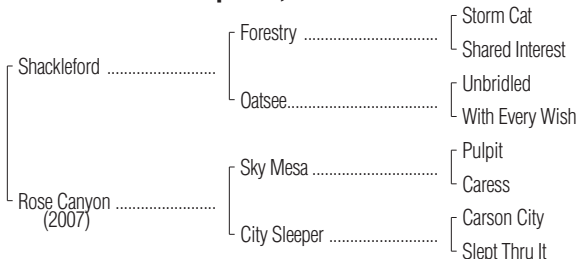 Storm Cat
Forestry
Shared Interest
Shackleford
Unbridled
Oatsee
With Every Wish
Pulpit
Sky Mesa
Caress
Rose Canyon
(2007)
Carson City
City Sleeper
Slept Thru It